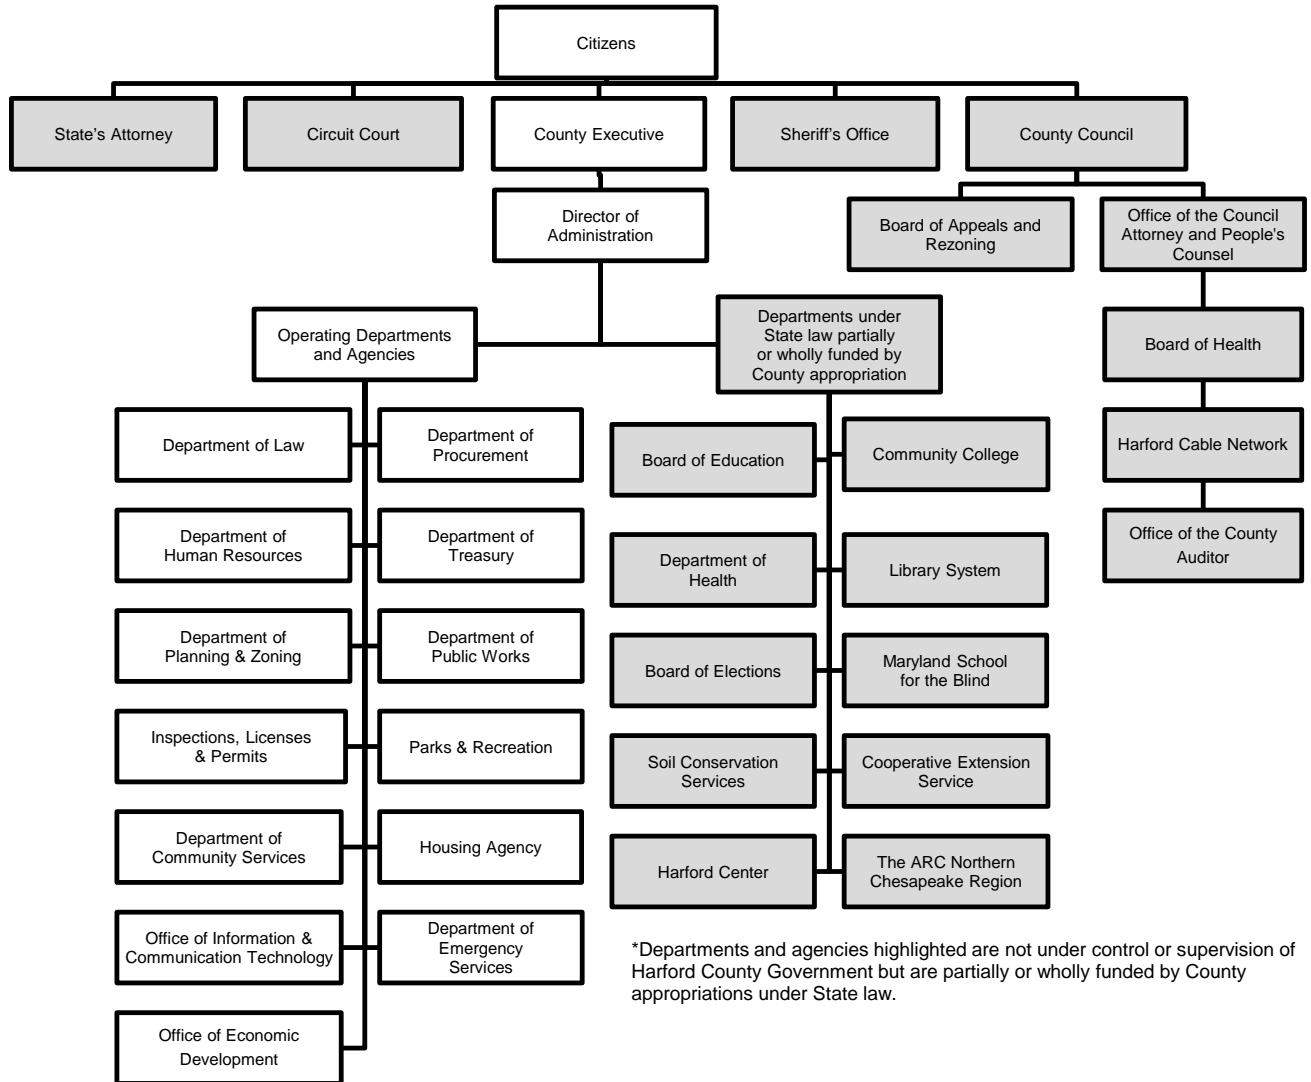 Citizens
State's Attorney
Circuit Court
County Executive
Sheriff's Office
County Council
Director of
Administration
Board of Appeals and
Rezoning
Office of the Council
Attorney and People's
Counsel
Operating Departments
and Agencies
Departments under
State law partially
or wholly funded by
County appropriation
Board of Health
Harford Cable Network
Office of the County
Auditor
Department of Law
Department of
Procurement
Department of
Human Resources
Department of
Treasury
Department of
Planning & Zoning
Department of
Public Works
Inspections, Licenses
& Permits
Parks & Recreation
Department of
Community Services
Housing Agency
Office of Information &
Communication Technology
Department of
Emergency
Services
Office of Economic
Development
Board of Education
Community College
Department of
Health
Library System
Board of Elections
Maryland School
for the Blind
Soil Conservation
Services
Cooperative Extension
Service
Harford Center
The ARC Northern
Chesapeake Region
*Departments and agencies highlighted are not under control or supervision of
Harford County Government but are partially or wholly funded by County
appropriations under State law.